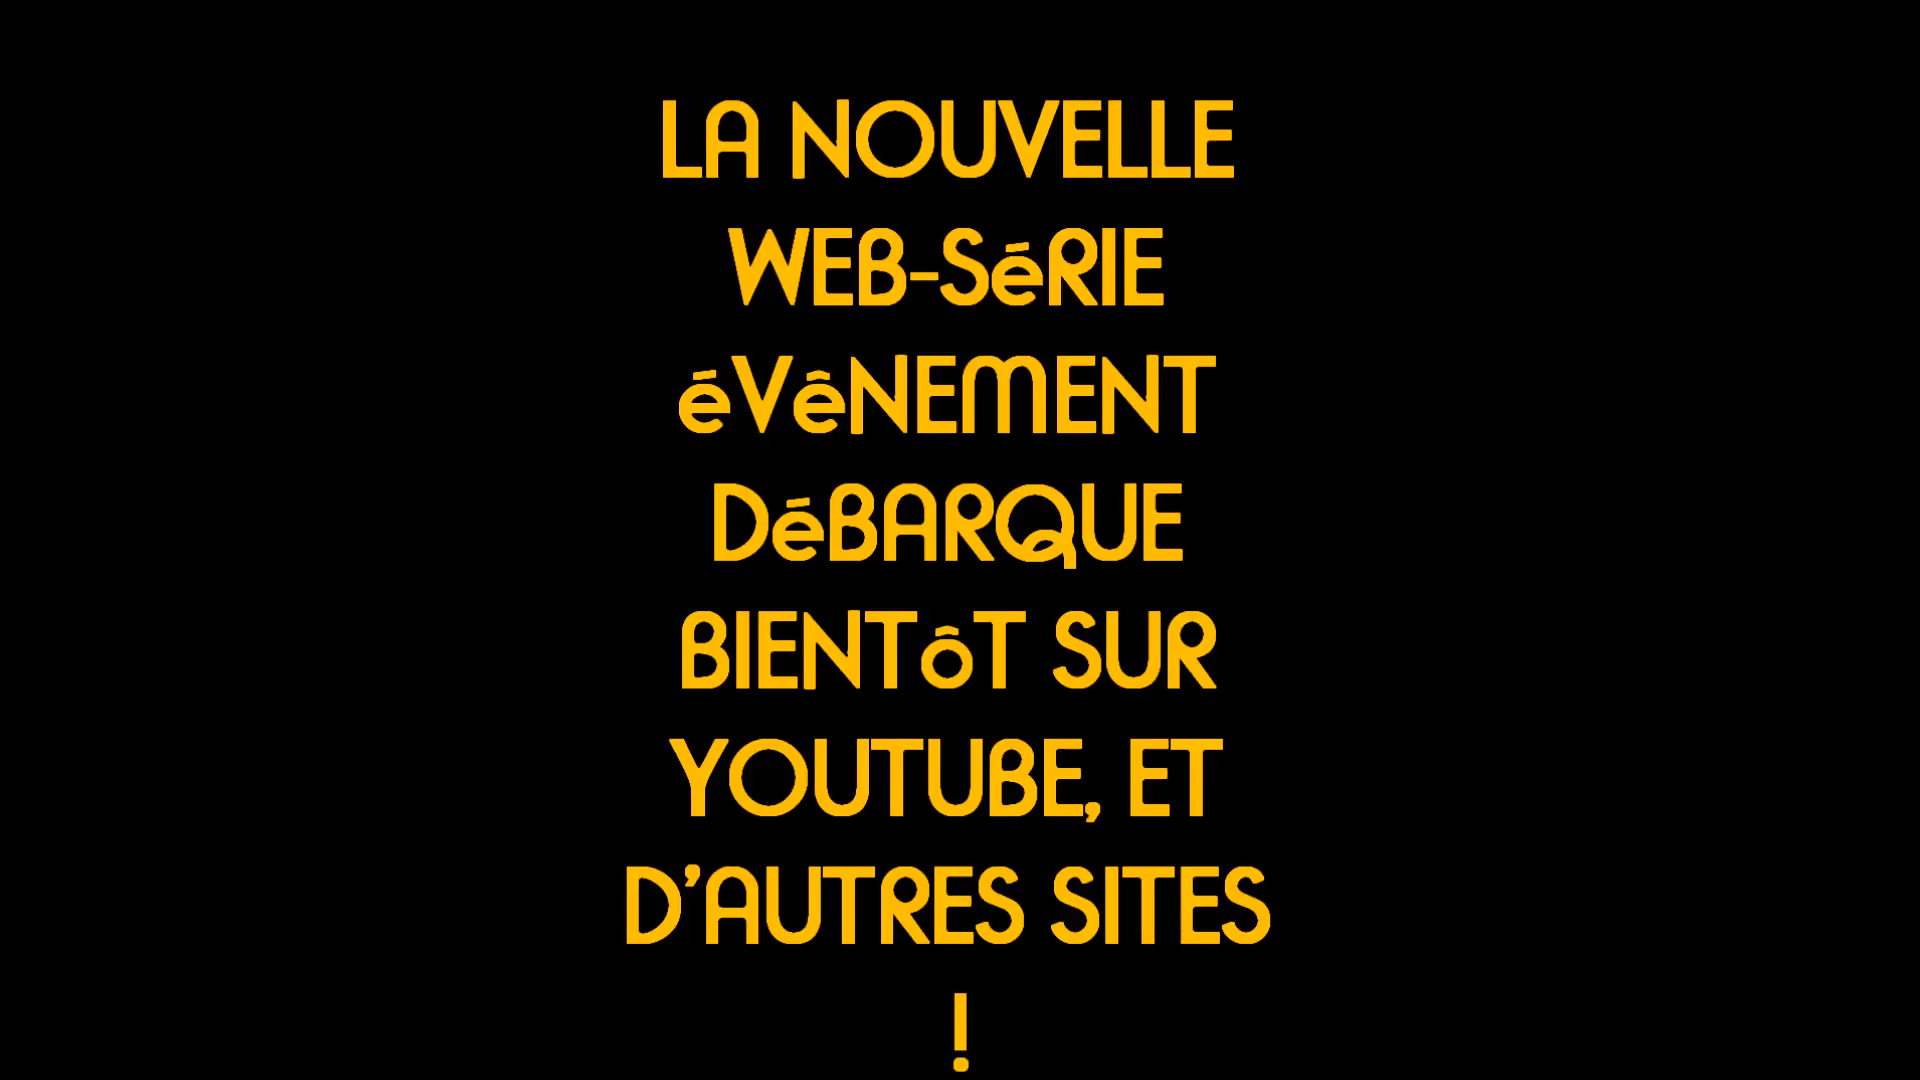 LA NOUVELLE
WEB-SéRIE
éVêNEMENT
DéBARQUE
BIENTôT SUR
YOUTUBE, ET
D'AUTRES SITES
!